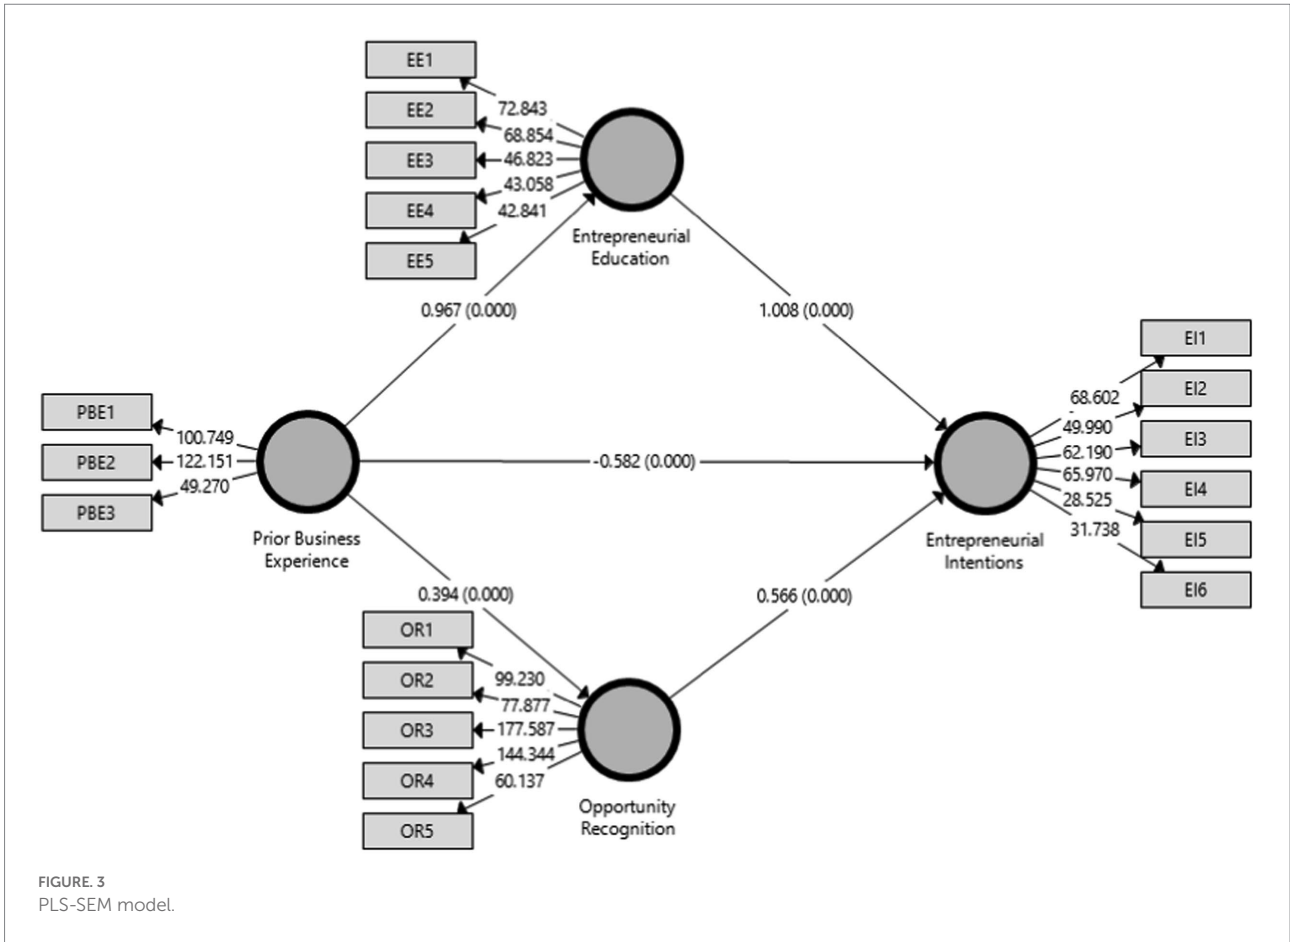 EE1
EE2
EE3
EE4
EE5
72.843
68.854
46.823
43.058
42.841
Entrepreneurial
Education
0.967 (0.000)
1.008 (0.000)
PBE1
PBE2
PBE3
100.749
122.151
49.270
Prior Business
Experience
-0.582 (0.000)
EI1
EI2
EI3
EI4
EI5
EI6
68.602
49.990
62.190
65.970
28.525
31.738
Entrepreneurial
Intentions
0.394 (0.000)
0.566 (0.000)
OR1
OR2
OR3
OR4
OR5
99.230
77.877
177.587
144.344
60.137
Opportunity
Recognition
FIGURE. 3
PLS-SEM model.